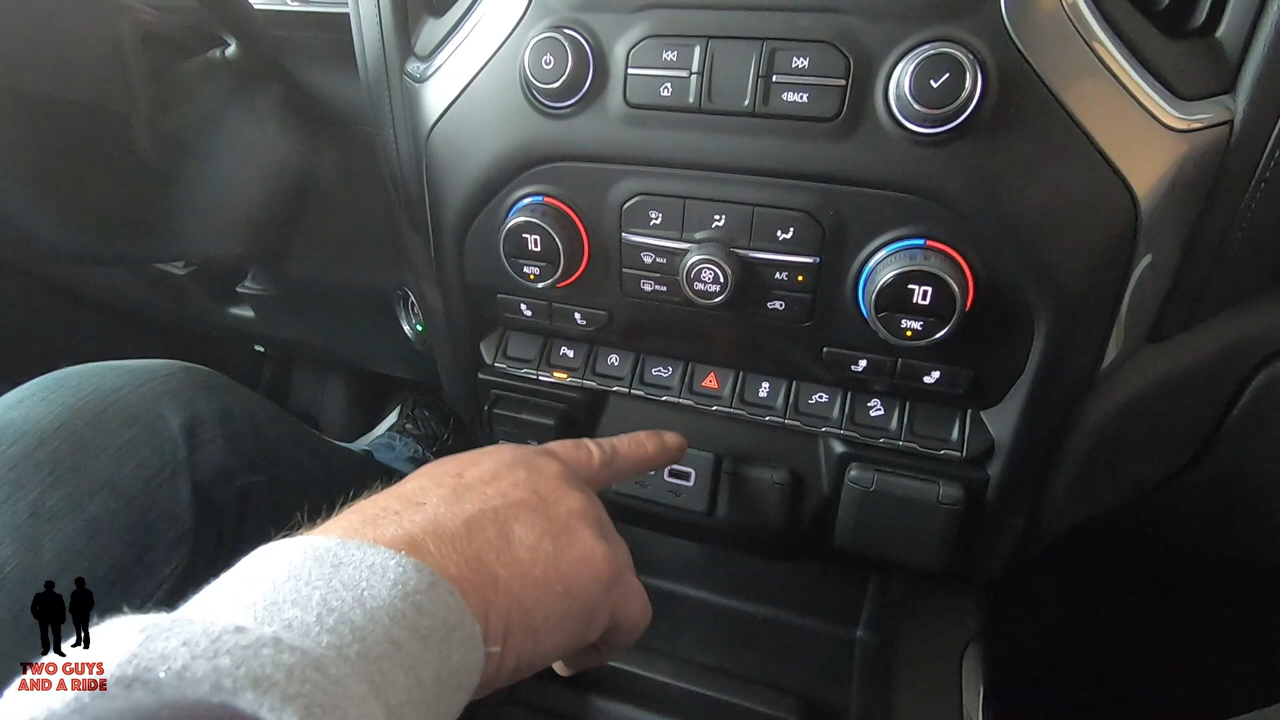 BACK
70
AUTO
MAX
REAR
ON/OFF
A/C
70
SYNC
TWO GUYS
AND A RIDE